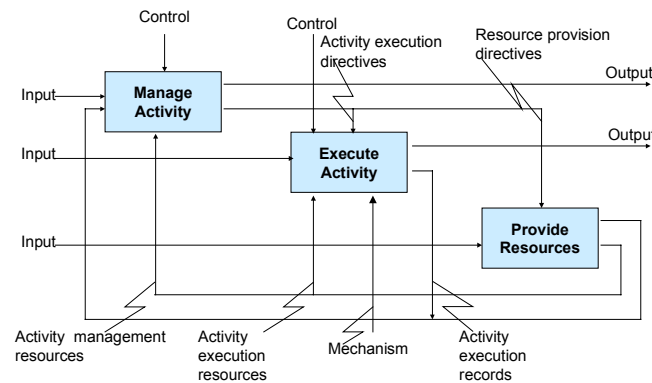 Control
Control
Activity execution
directives
Resource provision
directives
Output
Input
Manage
Activity
Output
Input
Execute
Activity
Input
Provide
Resources
Activity management
resources
Activity
execution
resources
Mechanism
Activity
execution
records